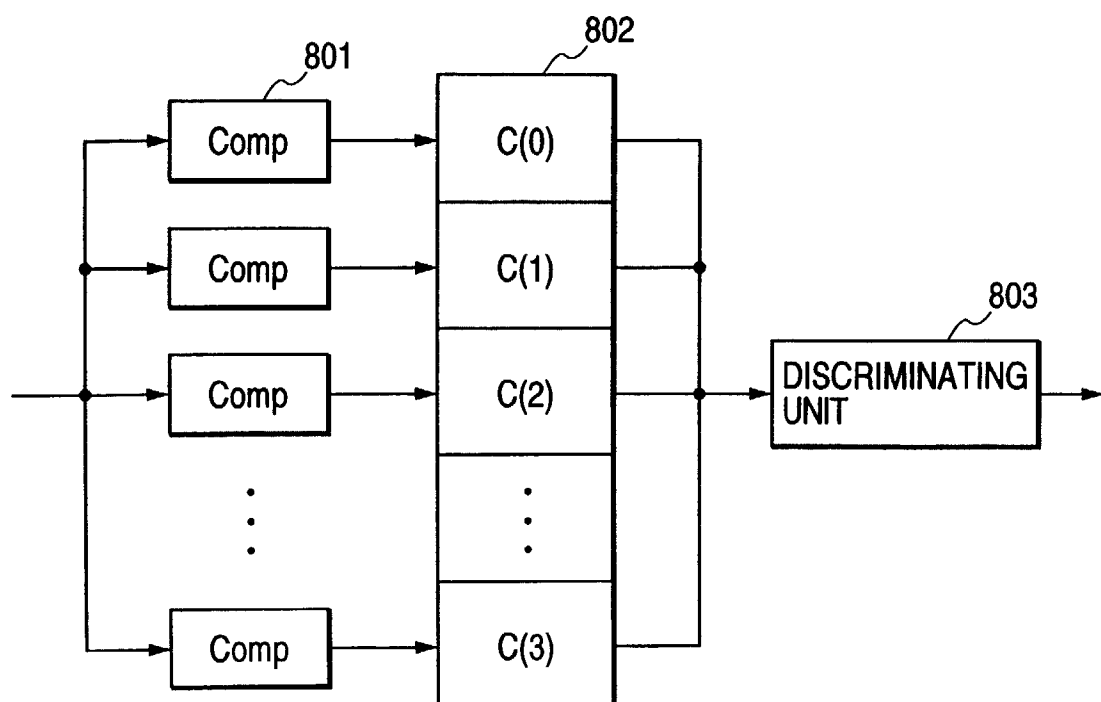 801
802
Comp
C(0)
Comp
C(1)
803
Comp
C(2)
DISCRIMINATING
UNIT
Comp
C(3)